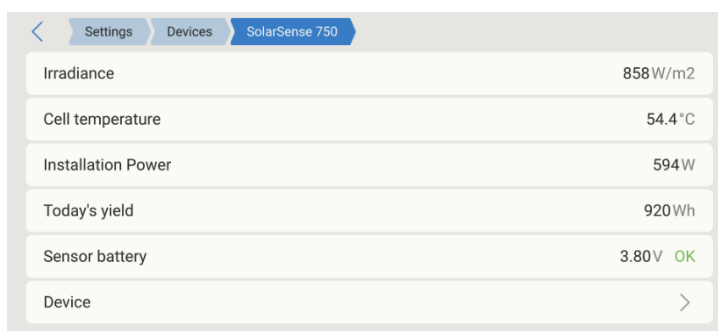 Settings Devices SolarSense 750
Irradiance 858W/m2
Cell temperature 54.4°C
Installation Power 594W
Today's yield 920Wh
Sensor battery 3.80V OK
Device